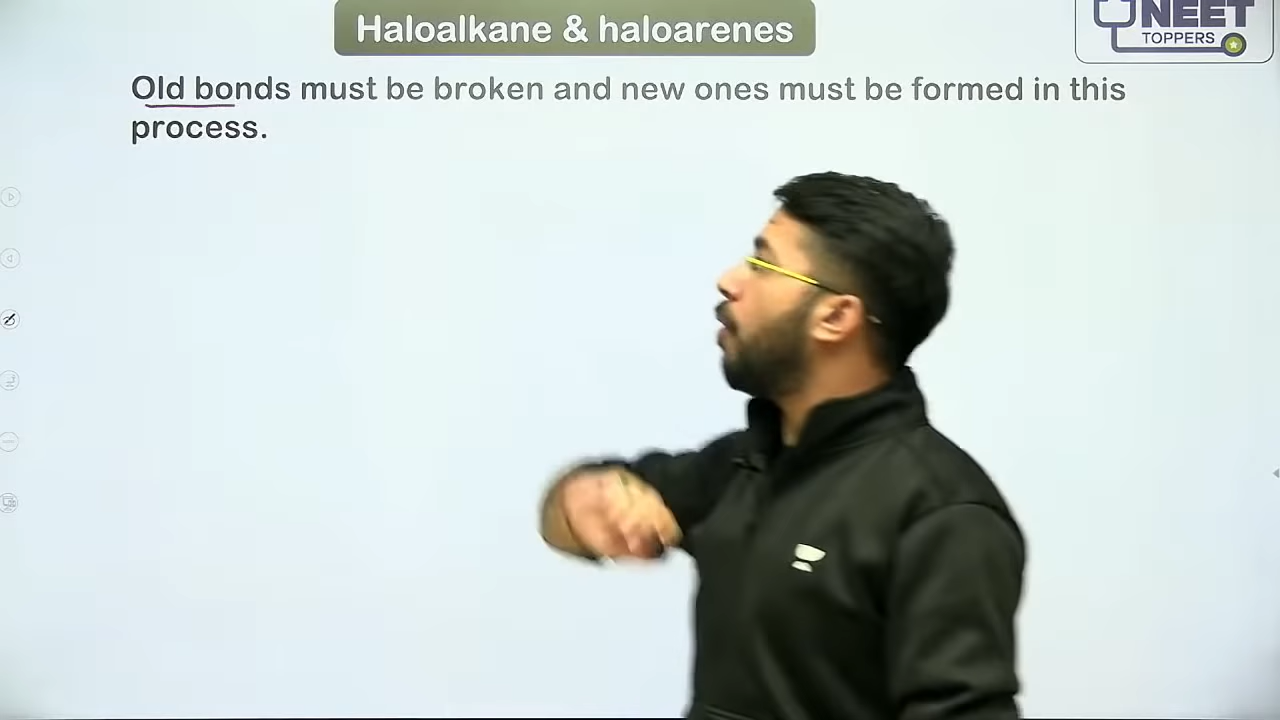 Haloalkane & haloarenes
NEET
TOPPERS
Old bonds must be broken and new ones must be formed in this
process.